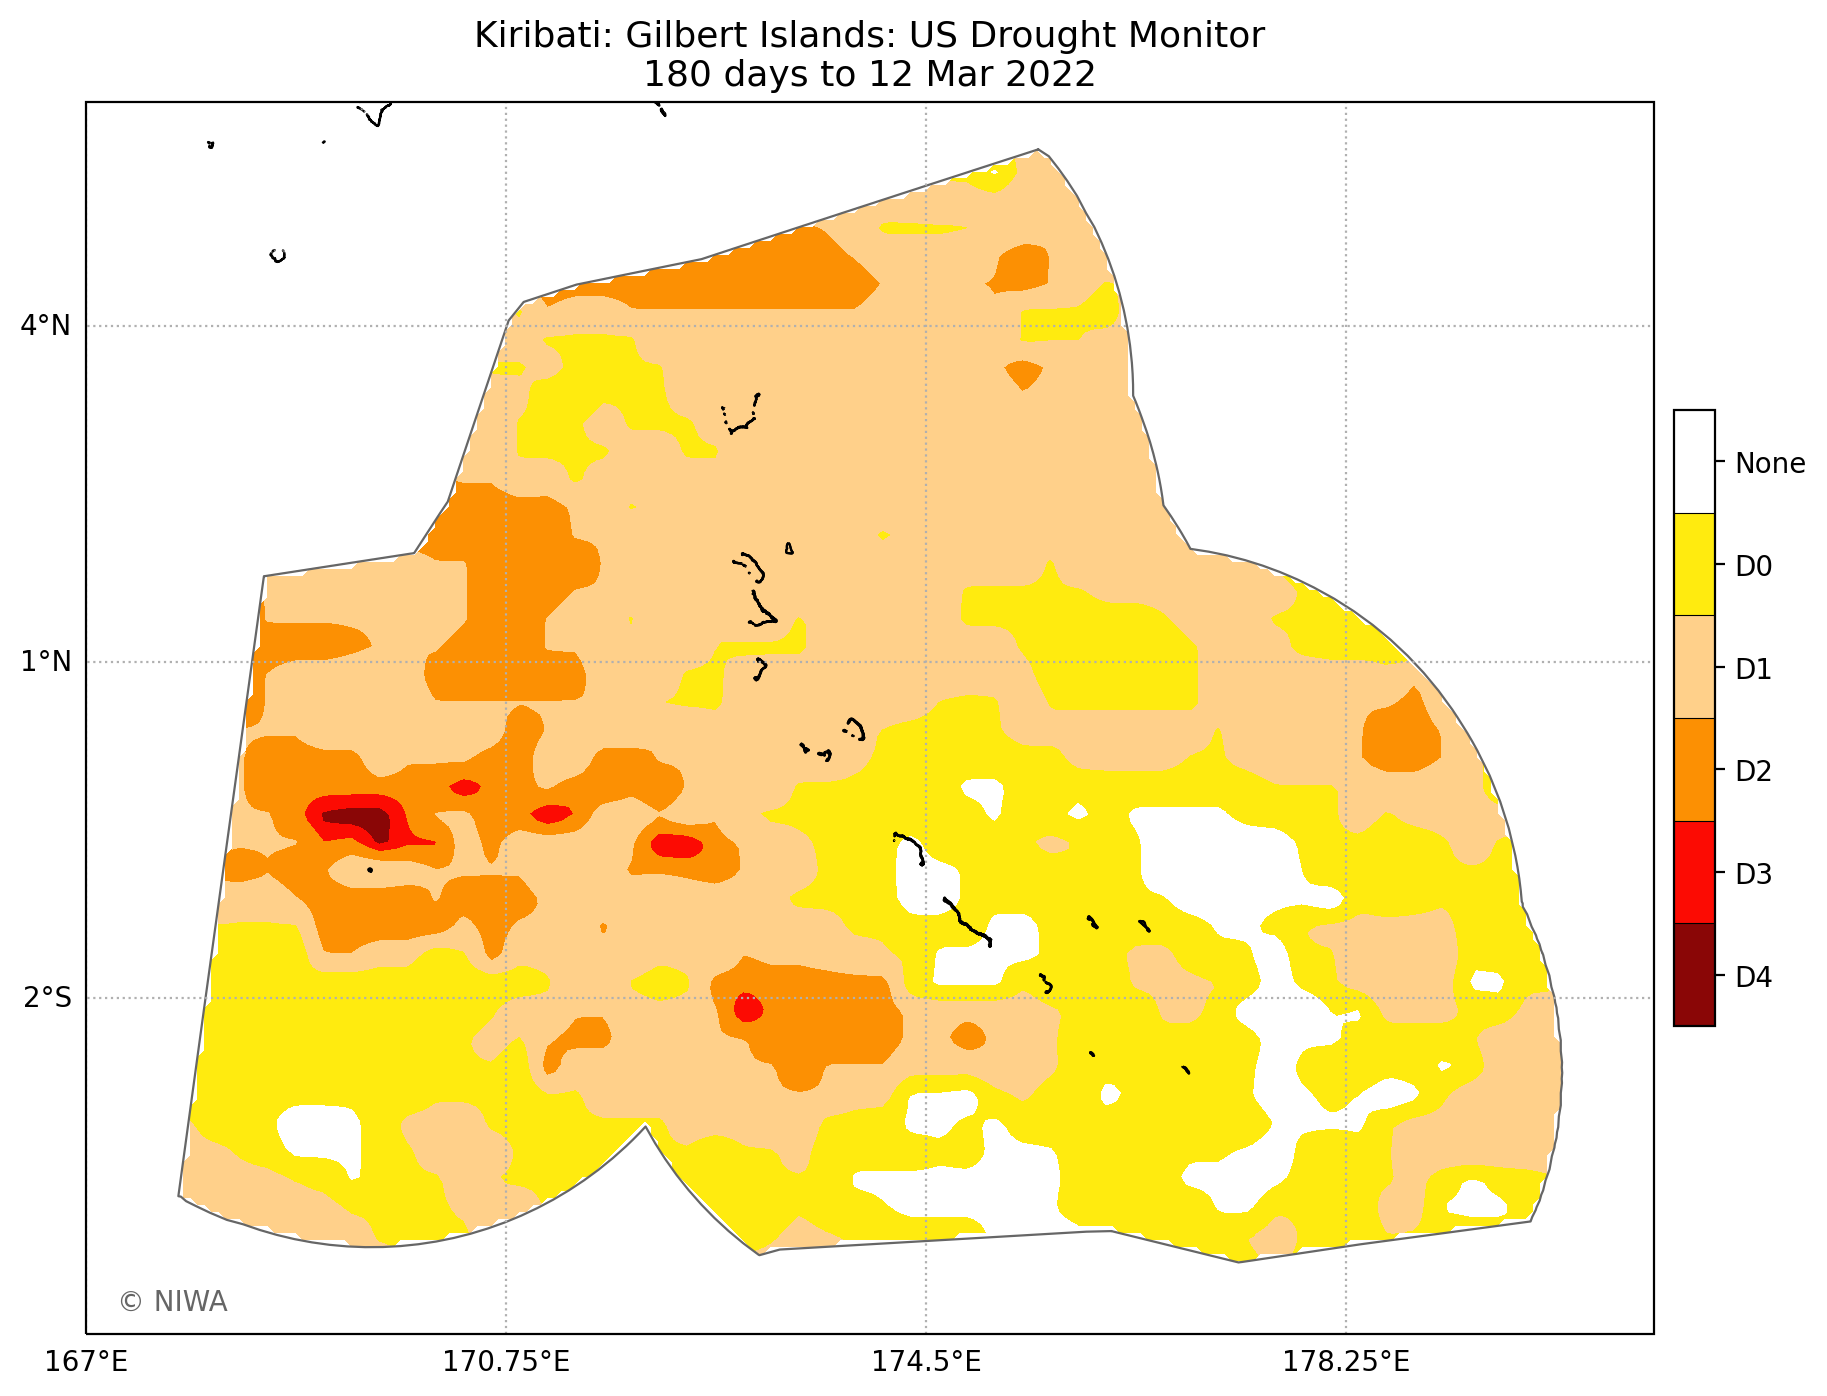 Kiribati: Gilbert Islands: US Drought Monitor
180 days to 12 Mar 2022
4°N
1°N
2°S
167°E
170.75°E
174.5°E
178.25°E
None
D0
D1
D2
D3
D4
© NIWA